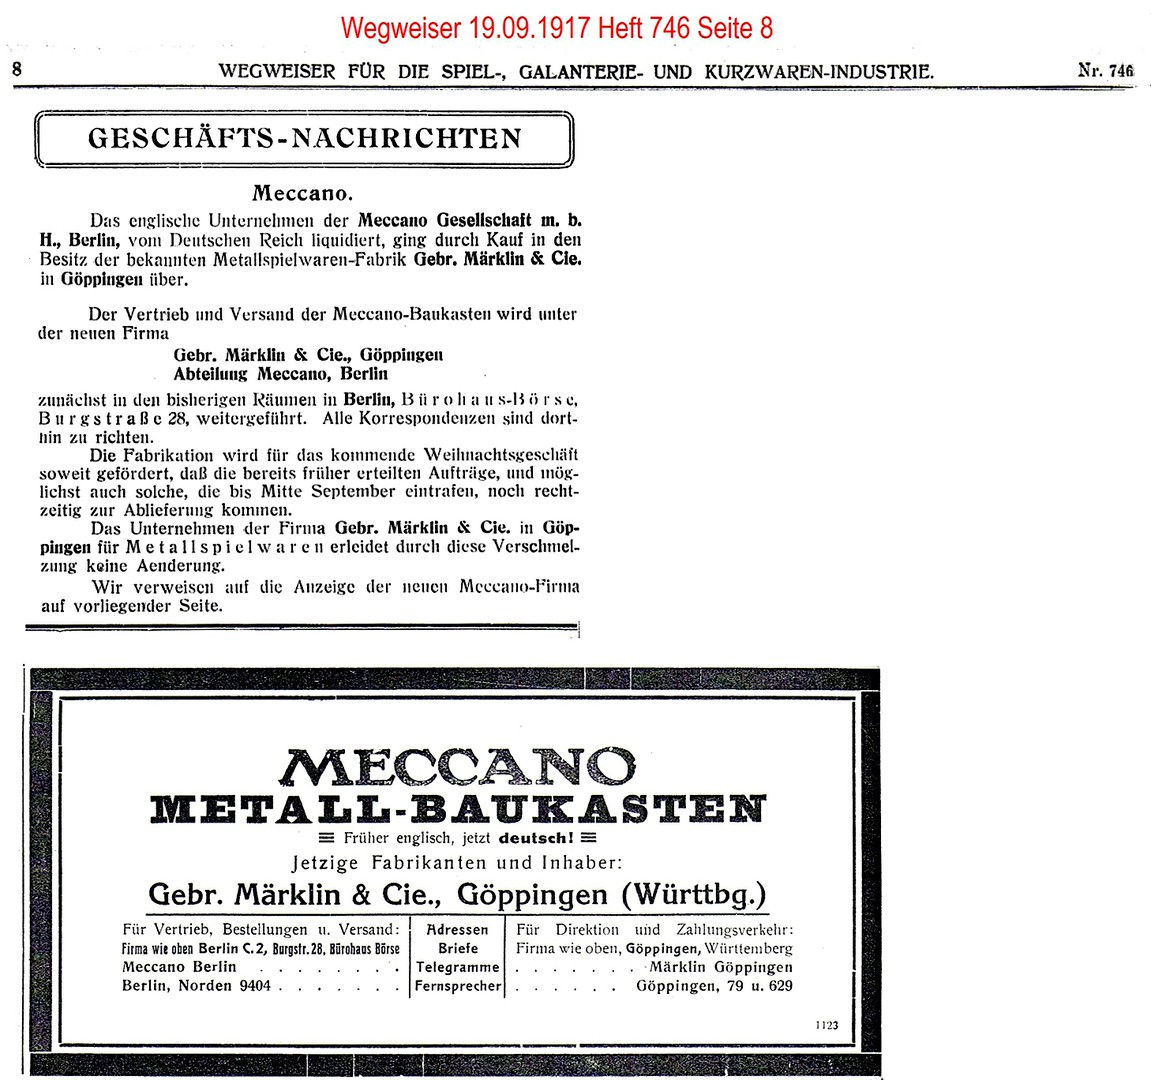 Wegweiser 19.09.1917 Heft 746 Seite 8
8 WEGWEISER FÜR DIE SPIEL-, GALANTERIE- UND KURZWAREN-INDUSTRIE. Nr. 746
GESCHÄFTS-NACHRICHTEN
Meccano.
Das englische Unternehmen der Meccano Gesellschaft m. b.
H., Berlin, vom Deutschen Reich liquidiert, ging durch Kauf in den
Besitz der bekannten Metallspielwaren-Fabrik Gebr. Märklin & Cie.
in Göppingen über.
Der Vertrieb und Versand der Meccano-Baukasten wird unter
der neuen Firma
Gebr. Märklin & Cie., Göppingen
Abteilung Meccano, Berlin
zunächst in den bisherigen Räumen in Berlin, Bürohaus-Börse,
Burgstraße 28, weitergeführt. Alle Korrespondenzen sind dort-
hin zu richten.
Die Fabrikation wird für das kommende Weihnachtsgeschäft
soweit gefördert, daß die bereits früher erteilten Aufträge, und mög-
lichst auch solche, die bis Mitte September eintrafen, noch recht-
zeitig zur Ablieferung kommen.
Das Unternehmen der Firma Gebr. Märklin & Cie. in Göp-
pingen für Metallspielwaren erleidet durch diese Verschmel-
zung keine Aenderung.
Wir verweisen auf die Anzeige der neuen Meccano-Firma
auf vorliegender Seite.
MECCANO
METALL-BAUKASTEN
Früher englisch, jetzt deutsch!
Jetzige Fabrikanten und Inhaber:
Gebr. Märklin & Cie., Göppingen (Württbg.)
Für Vertrieb, Bestellungen u. Versand: Adressen Für Direktion und Zahlungsverkehr:
Firma wie oben Berlin C.2, Burgstr. 28, Bürohaus Börse Briefe Firma wie oben, Göppingen, Württemberg
Meccano Berlin . . . . . . . Telegramme . . . . . . . Märklin Göppingen
Berlin, Norden 9404 . . . . . . . Fernsprecher . . . . . . Göppingen, 79 u. 629
1123